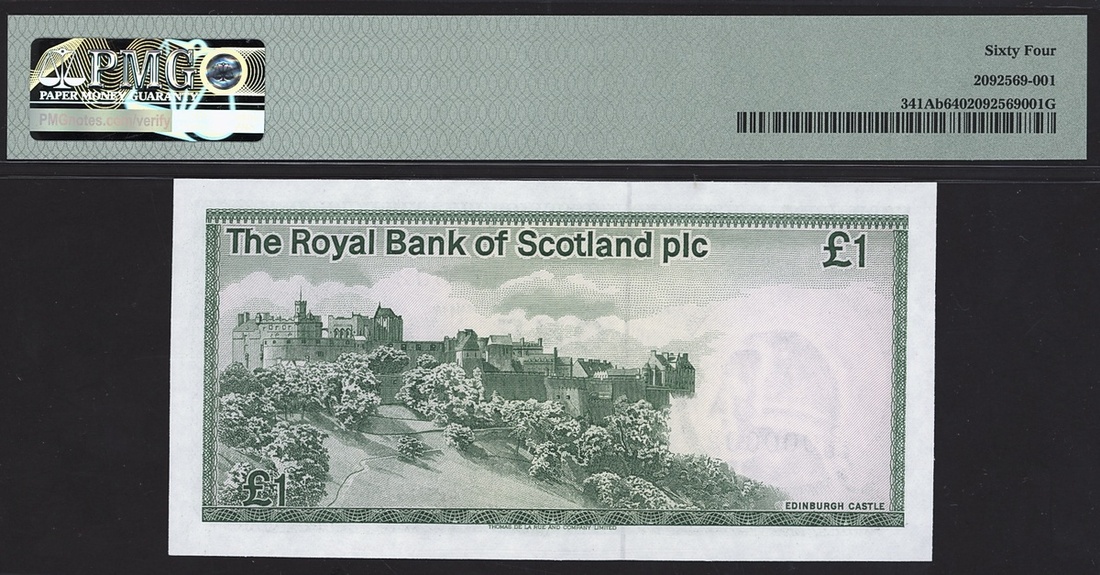 PMG
PAPER MONEY GUARANTY
PMGnotes.com/verify
Sixty Four
2092569-001
341Ab6402092569001G
The Royal Bank of Scotland plc
£1
£1
EDINBURGH CASTLE
THOMAS DE LA RUE AND COMPANY LIMITED